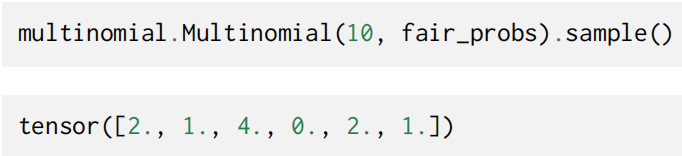 multinomial.Multinomial(10, fair_probs).sample()
tensor([2., 1., 4., 0., 2., 1.])